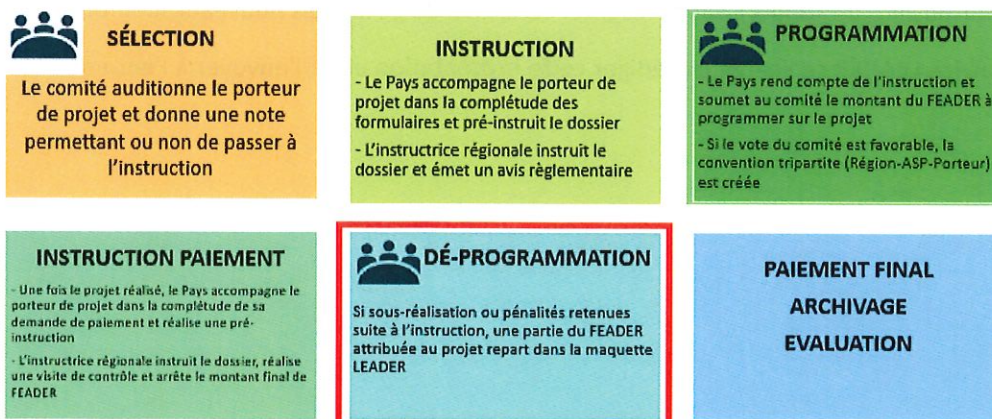 SÉLECTION
Le comité auditionne le porteur
de projet et donne une note
permettant ou non de passer à
l'instruction
INSTRUCTION
- Le Pays accompagne le porteur de
projet dans la complétude des
formulaires et pré-instruit le dossier
- L'instructrice régionale instruit le
dossier et émet un avis règlementaire
PROGRAMMATION
- Le Pays rend compte de l'instruction et
soumet au comité le montant du FEADER à
programmer sur le projet
- Si le vote du comité est favorable, la
convention tripartite (Région-ASP-Porteur)
est créée
INSTRUCTION PAIEMENT
- Une fois le projet réalisé, le Pays accompagne le
porteur de projet dans la complétude de sa
demande de paiement et réalise une pré-
instruction
- L'instructrice régionale instruit le dossier, réalise
une visite de contrôle et arrête le montant final de
FEADER
DÉ-PROGRAMMATION
Si sous-réalisation ou pénalités retenues
suite à l'instruction, une partie du FEADER
attribuée au projet repart dans la maquette
LEADER
PAIEMENT FINAL
ARCHIVAGE
EVALUATION